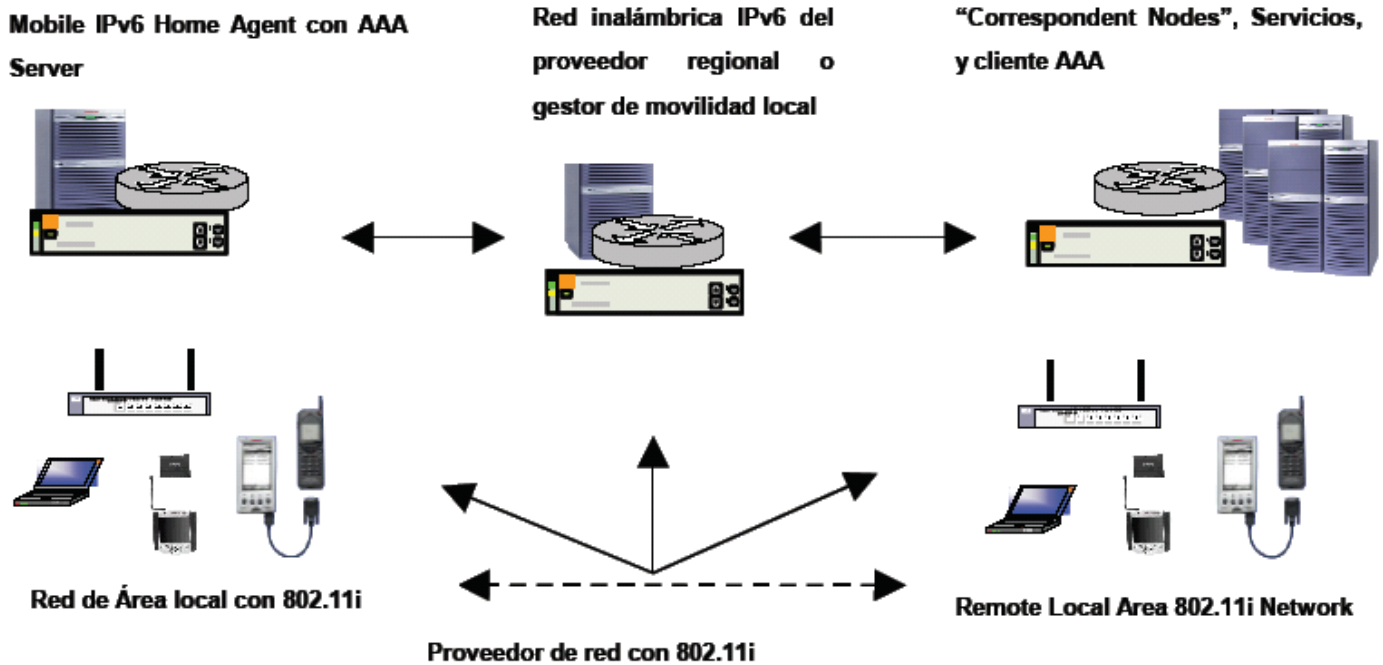 Mobile IPv6 Home Agent con AAA
Server
Red inalámbrica IPv6 del
proveedor regional o
gestor de movilidad local
“Correspondent Nodes”, Servicios,
y cliente AAA
Red de Área local con 802.11i
Remote Local Area 802.11i Network
Proveedor de red con 802.11i